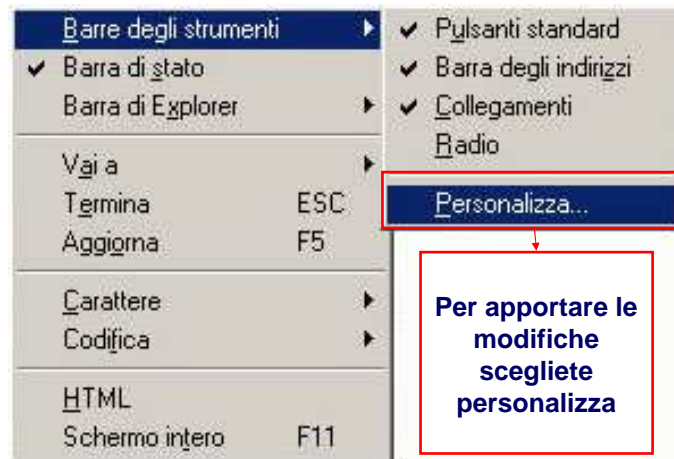 Barre degli strumenti
Barra di stato
Barra di Explorer
Vai a
Termina ESC
Aggiorna F5
Carattere
Codifica
HTML
Schermo intero F11
Pulsanti standard
Barra degli indirizzi
Collegamenti
Radio
Personalizza...
Per apportare le
modifiche
scegliete
personalizza